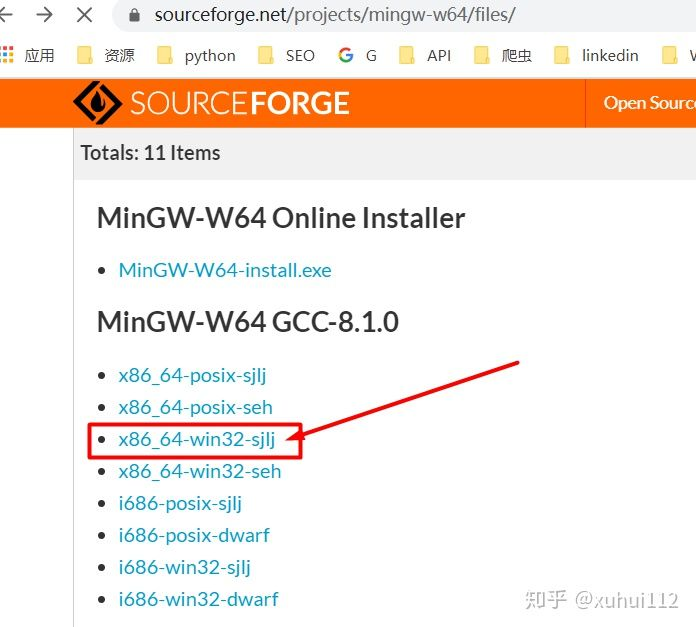 sourceforge.net/projects/mingw-w64/files/
应用 资源 python SEO G API 爬虫 linkedin
SOURCEFORGE Open Sourc
Totals: 11 Items
MinGW-W64 Online Installer
MinGW-W64-install.exe
MinGW-W64 GCC-8.1.0
x86_64-posix-sjlj
x86_64-posix-seh
x86_64-win32-sjlj
x86_64-win32-seh
i686-posix-sjlj
i686-posix-dwarf
i686-win32-sjlj
i686-win32-dwarf
知乎 @xuhui112